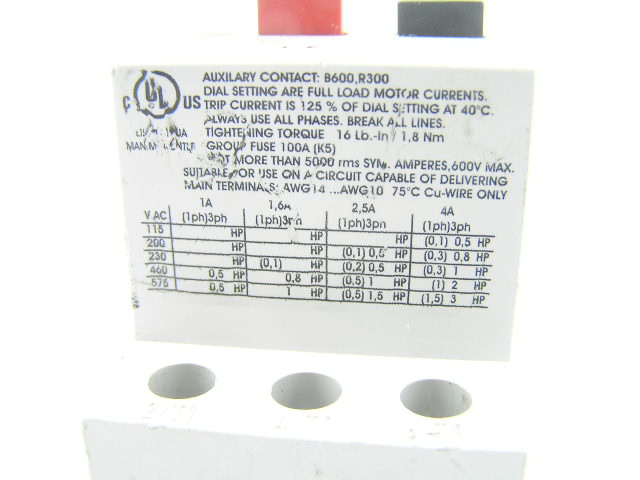 AUXILARY CONTACT: B600,R300
DIAL SETTING ARE FULL LOAD MOTOR CURRENTS.
C UL US TRIP CURRENT IS 125 % OF DIAL SETTING AT 40°C.
ALWAYS USE ALL PHASES. BREAK ALL LINES.
TIGHTENING TORQUE 16 Lb.-in / 1,8 Nm
GROUP FUSE 100A (K5)
NOT MORE THAN 5000 rms SYM. AMPERES,600V MAX.
SUITABLE FOR USE ON A CIRCUIT CAPABLE OF DELIVERING
MAIN TERMINALS: AWG14 ...AWG10 75°C Cu-WIRE ONLY
1A 1,6A 2,5A 4A
V AC (1ph)3ph (1ph)3ph (1ph)3ph (1ph)3ph
115 HP HP HP (0,1) 0,5 HP
200 HP HP (0,1) 0,5 HP (0,3) 0,8 HP
230 HP (0,1) HP (0,2) 0,5 HP (0,3) 1 HP
460 0,5 HP 0,8 HP (0,5) 1 HP (1) 2 HP
575 0,5 HP 1 HP (0,5) 1,5 HP (1,5) 3 HP